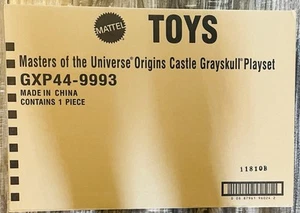 MATTEL
TOYS
Masters of the Universe® Origins Castle Grayskull® Playset
GXP44-9993
MADE IN CHINA
CONTAINS 1 PIECE
11810B